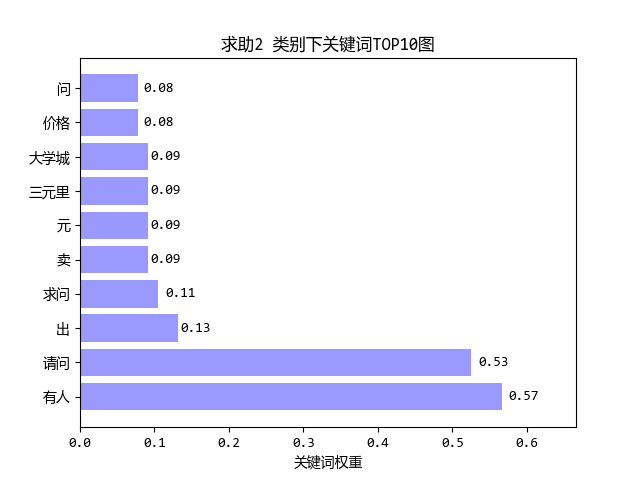 求助2 类别下关键词TOP10图
问 0.08
价格 0.08
大学城 0.09
三元里 0.09
元 0.09
卖 0.09
求问 0.11
出 0.13
请问 0.53
有人 0.57
0.0 0.1 0.2 0.3 0.4 0.5 0.6
关键词权重